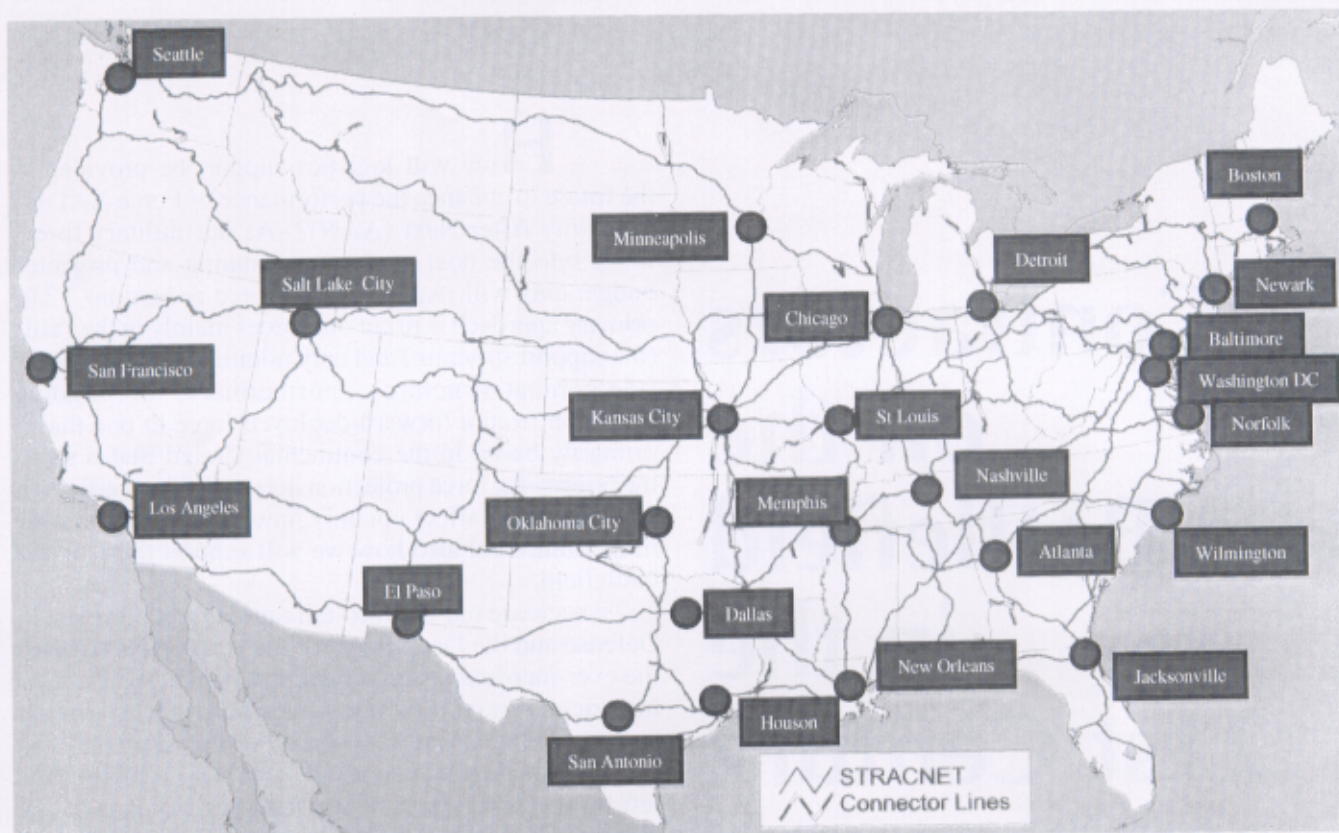 Seattle
Boston
Minneapolis
Detroit
Salt Lake City
Newark
Chicago
Baltimore
San Francisco
Washington DC
Kansas City
St Louis
Norfolk
Nashville
Los Angeles
Oklahoma City
Memphis
Atlanta
Wilmington
El Paso
Dallas
New Orleans
Jacksonville
Houson
San Antonio
STRACNET
Connector Lines